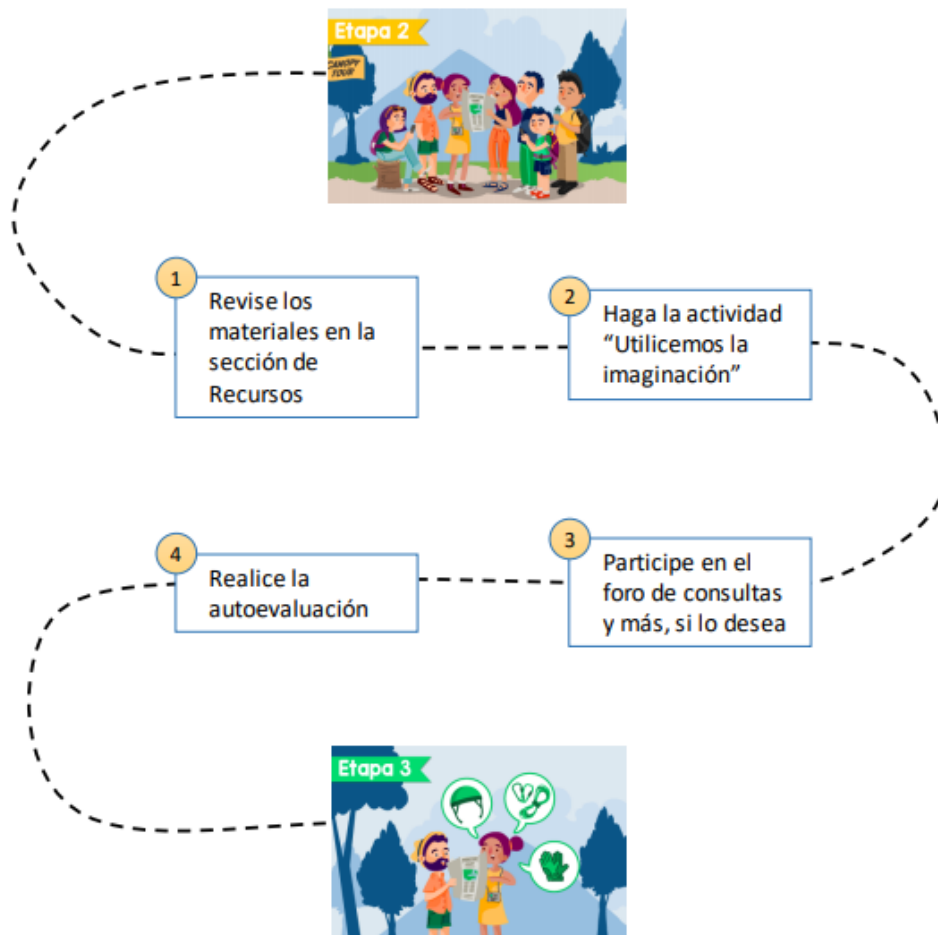 Etapa 2
CANOPY
TOUR
1
Revise los
materiales en la
sección de
Recursos
2
Haga la actividad
“Utilicemos la
imaginación”
3
Participe en el
foro de consultas
y más, si lo desea
4
Realice la
autoevaluación
Etapa 3